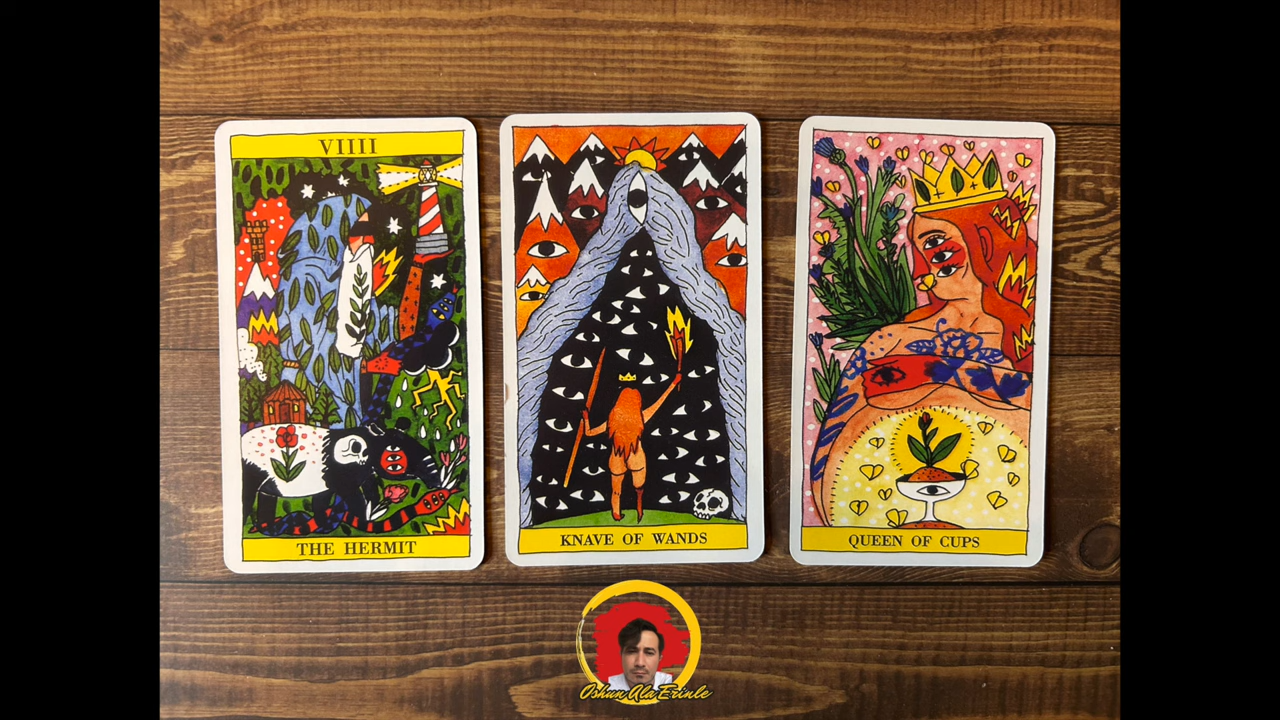 VIIII
THE HERMIT
KNAVE OF WANDS
QUEEN OF CUPS
Oshun Ala Erinle